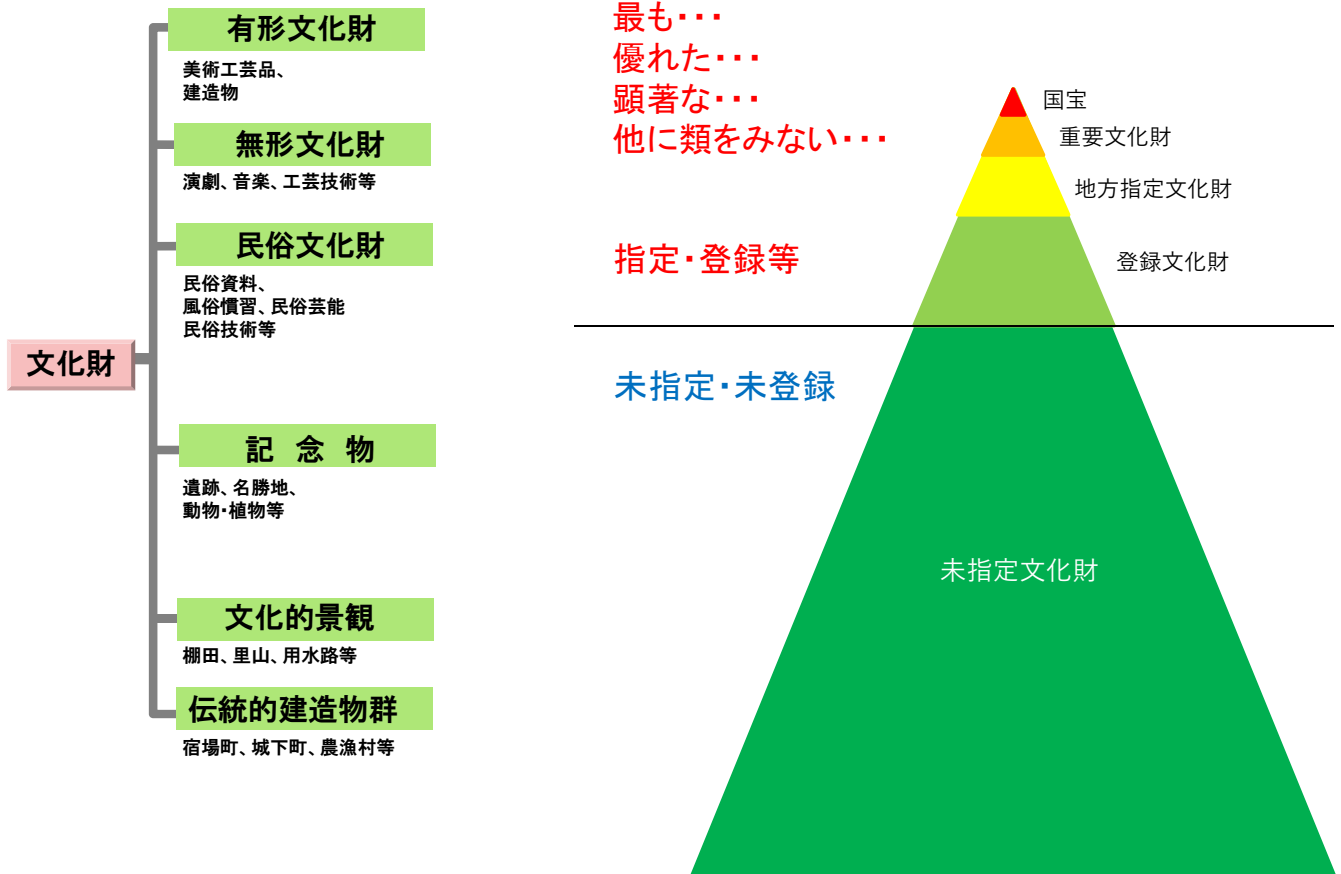 文化財
有形文化財
美術工芸品、
建造物
無形文化財
演劇、音楽、工芸技術等
民俗文化財
民俗資料、
風俗慣習、民俗芸能
民俗技術等
記 念 物
遺跡、名勝地、
動物・植物等
文化的景観
棚田、里山、用水路等
伝統的建造物群
宿場町、城下町、農漁村等
最も・・・
優れた・・・
顕著な・・・
他に類をみない・・・
指定・登録等
未指定・未登録
国宝
重要文化財
地方指定文化財
登録文化財
未指定文化財